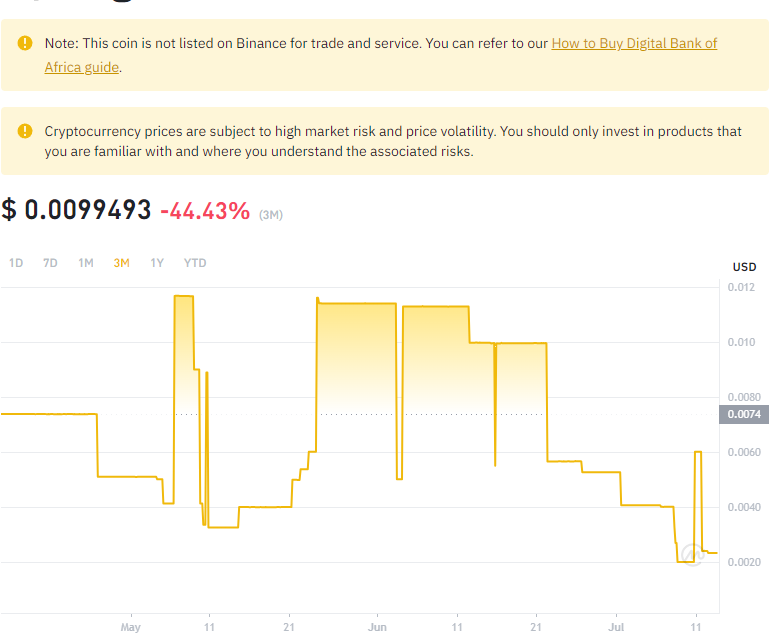 Note: This coin is not listed on Binance for trade and service. You can refer to our How to Buy Digital Bank of
Africa guide.
Cryptocurrency prices are subject to high market risk and price volatility. You should only invest in products that
you are familiar with and where you understand the associated risks.
$ 0.0099493 -44.43% (3M)
1D 7D 1M 3M 1Y YTD
USD
0.012
0.010
0.0080
0.0074
0.0060
0.0040
0.0020
May 11 21 Jun 11 21 Jul 11